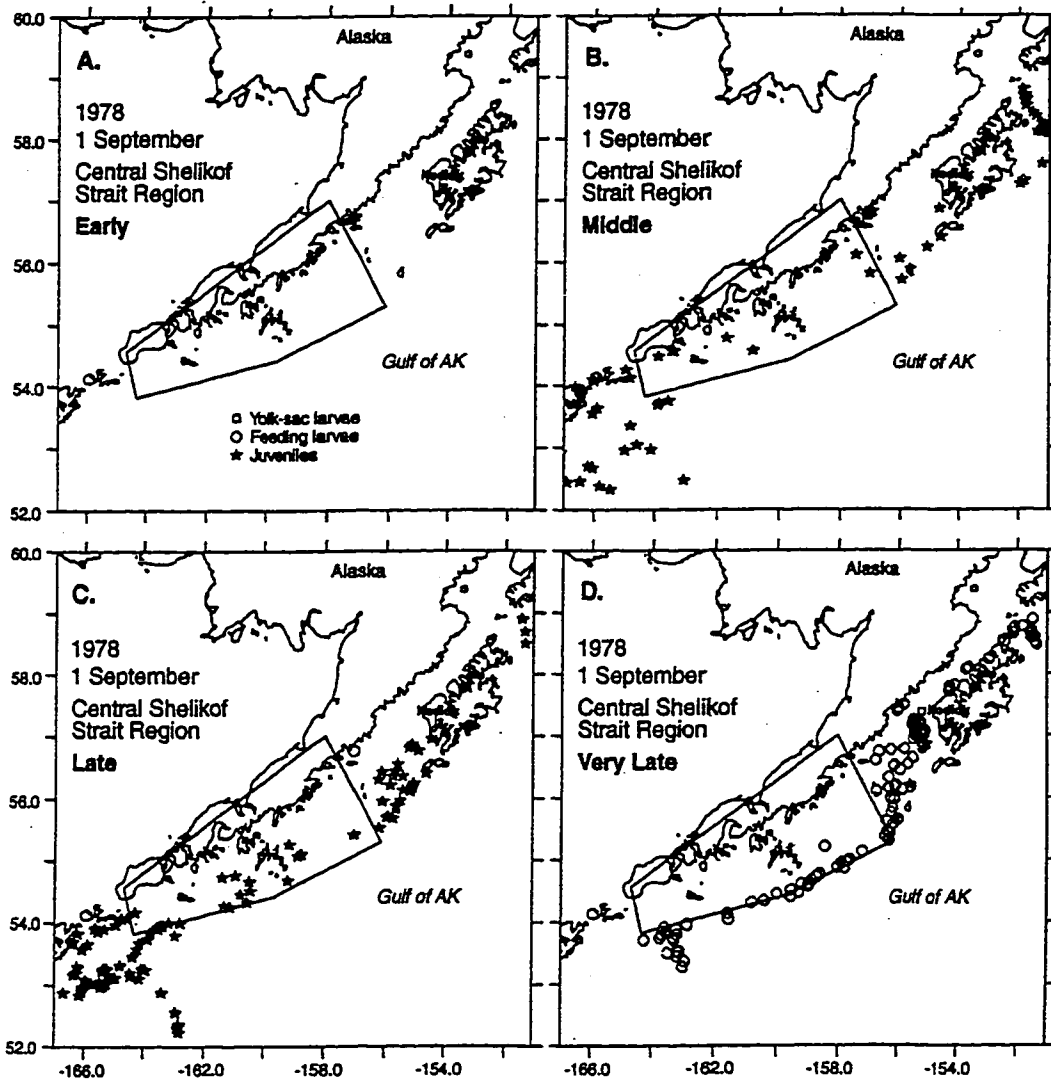 60.0
58.0
56.0
54.0
52.0
A.
Alaska
1978
1 September
Central Shelikof
Strait Region
Early
Gulf of AK
Yolk-sac larvae
Feeding larvae
Juveniles
B.
Alaska
1978
1 September
Central Shelikof
Strait Region
Middle
Gulf of AK
60.0
58.0
56.0
54.0
52.0
C.
Alaska
1978
1 September
Central Shelikof
Strait Region
Late
Gulf of AK
-166.0
-162.0
-158.0
-154.0
D.
Alaska
1978
1 September
Central Shelikof
Strait Region
Very Late
Gulf of AK
-166.0
-162.0
-158.0
-154.0